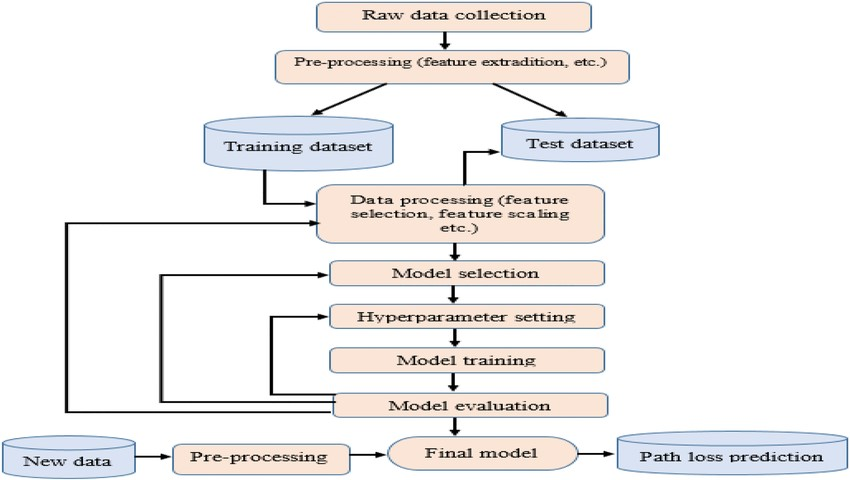 Raw data collection
Pre-processing (feature extradition, etc.)
Training dataset
Test dataset
Data processing (feature
selection, feature scaling
etc.)
Model selection
Hyperparameter setting
Model training
Model evaluation
New data
Pre-processing
Final model
Path loss prediction